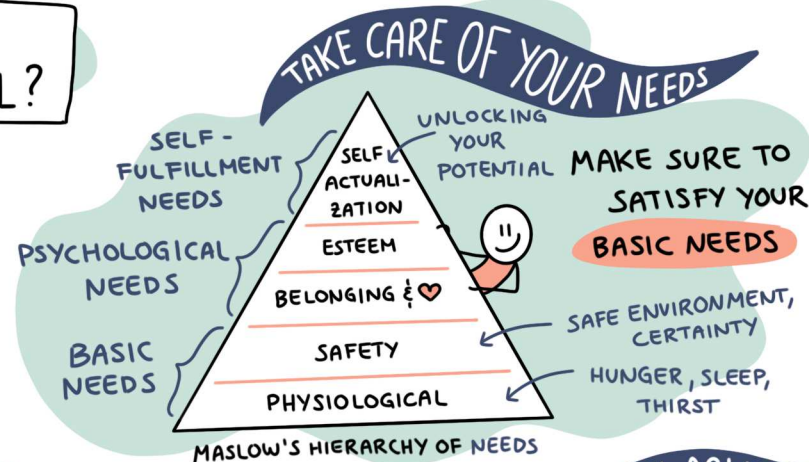 L?
TAKE CARE OF YOUR NEEDS
SELF-
FULFILLMENT
NEEDS
PSYCHOLOGICAL
NEEDS
BASIC
NEEDS
SELF
ACTUALI-
ZATION
ESTEEM
BELONGING & ♥
SAFETY
PHYSIOLOGICAL
UNLOCKING
YOUR
POTENTIAL
MAKE SURE TO
SATISFY YOUR
BASIC NEEDS
SAFE ENVIRONMENT,
CERTAINTY
HUNGER, SLEEP,
THIRST
MASLOW'S HIERARCHY OF NEEDS